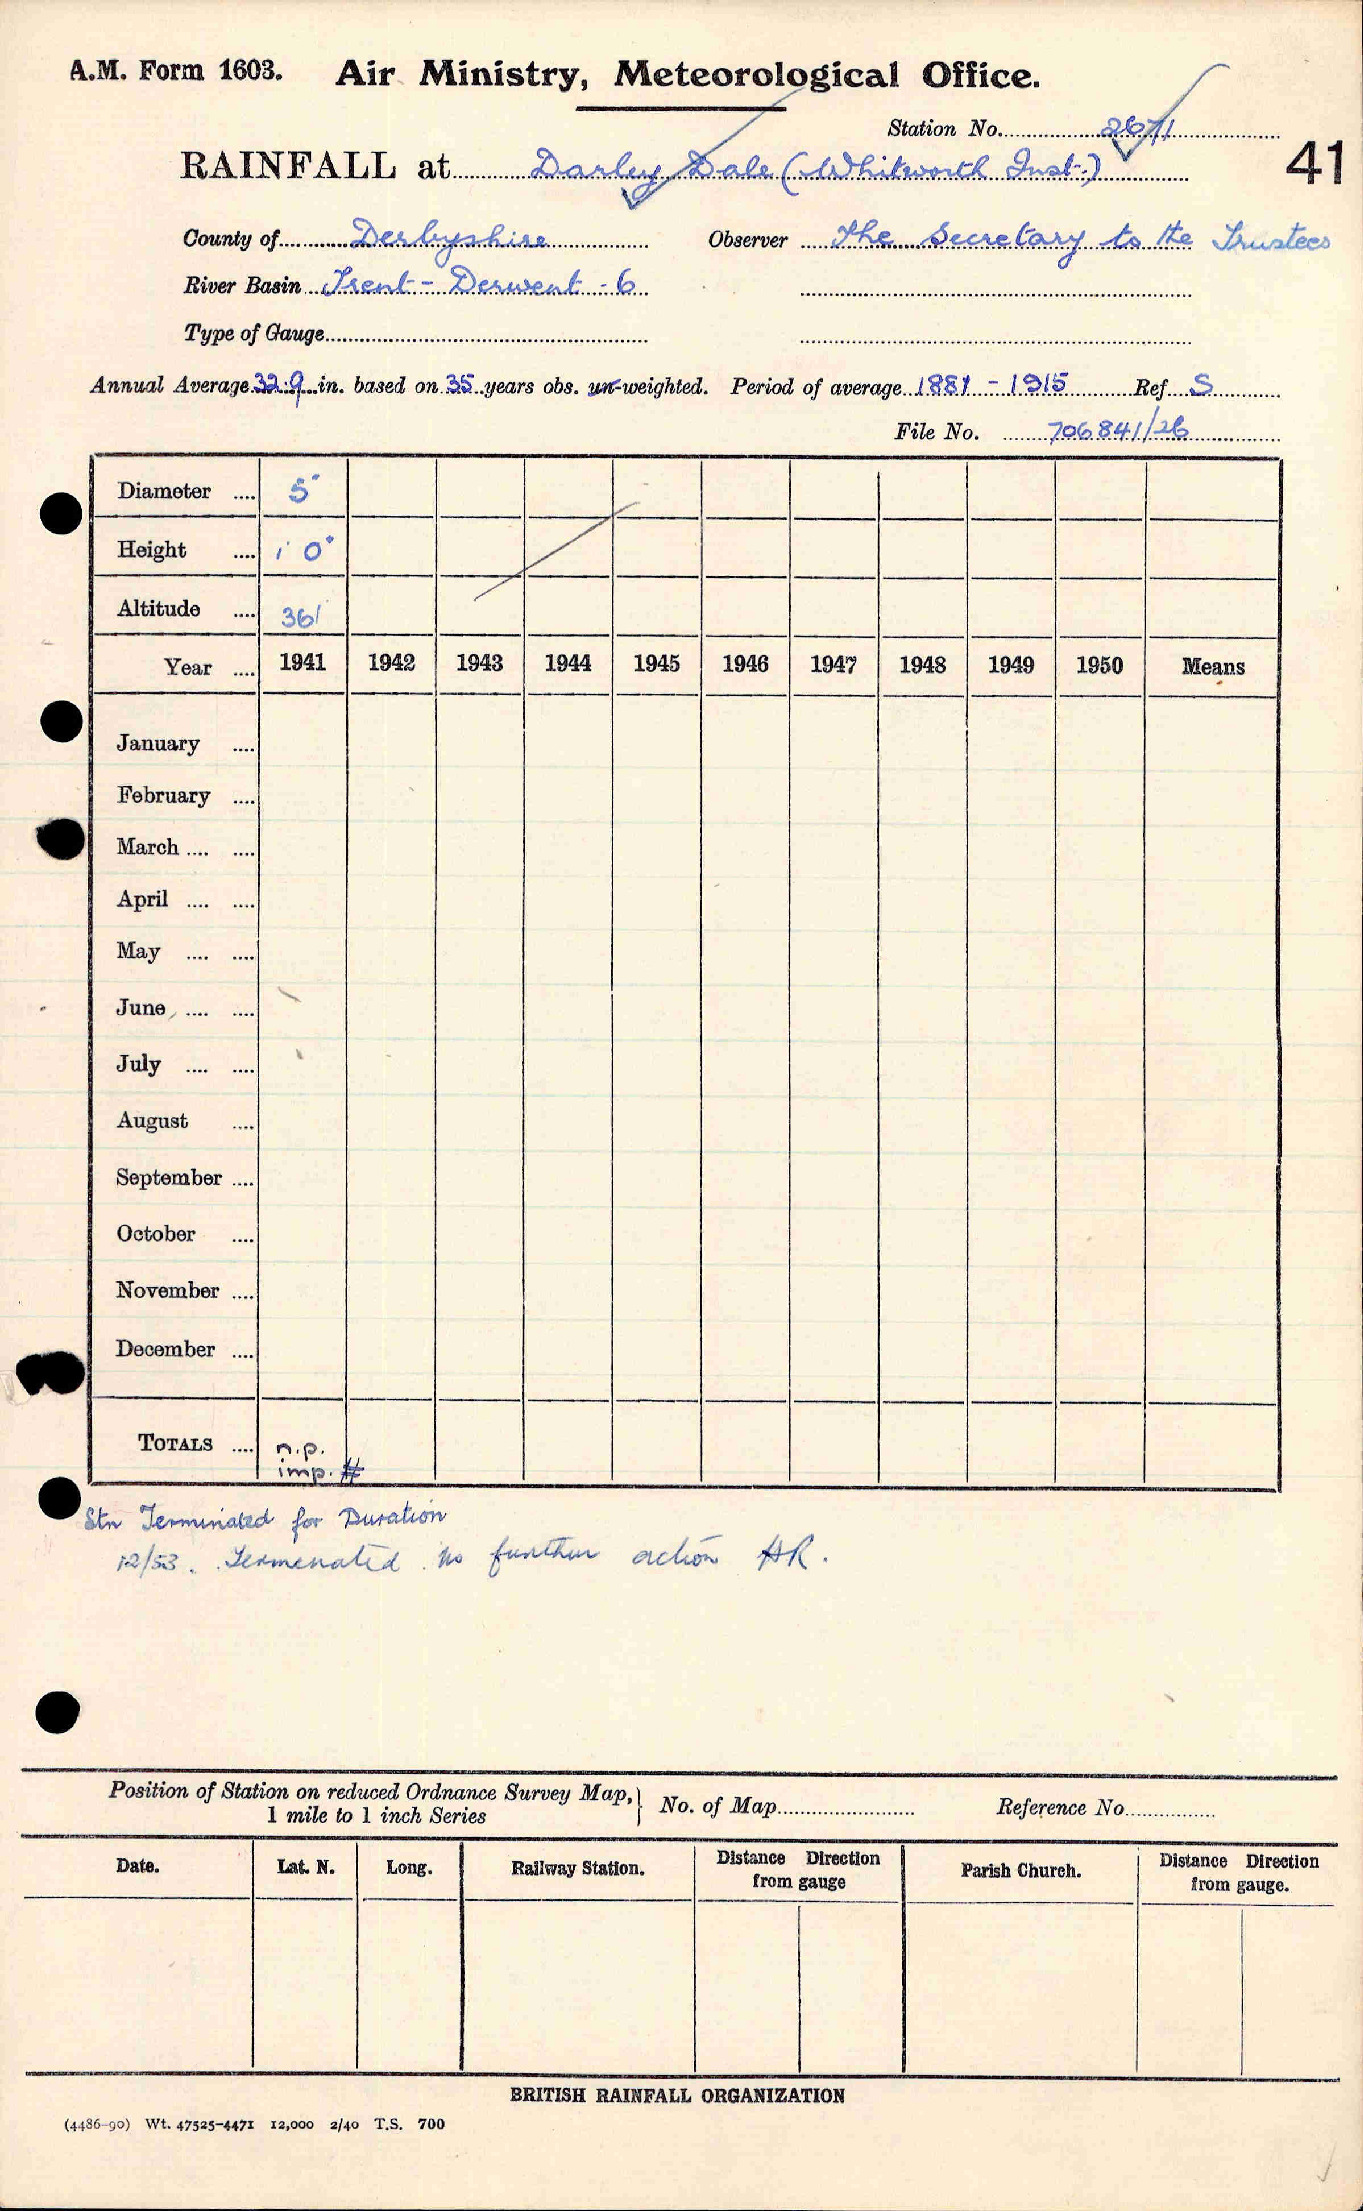 A.M. Form 1603. Air Ministry, Meteorological Office.
Station No. 2671
RAINFALL at Darley Dale (Whitworth Inst.) 41
County of Derbyshire Observer The Secretary to the Trustees
River Basin Trent - Derwent - 6
Type of Gauge
Annual Average 32.9 in. based on 35 years obs. un-weighted. Period of average 1881 - 1915 Ref S
File No. 706841/26
Diameter .... 5"
Height .... 1' 0"
Altitude .... 361
Year .... 1941 1942 1943 1944 1945 1946 1947 1948 1949 1950 Means
January ....
February ....
March .... ....
April .... ....
May .... ....
June .... ....
July .... ....
August ....
September ....
October ....
November ....
December ....
TOTALS .... n.p.
imp. #
Stn Terminated for Duration
12/53. Termenated. No further action HR.
Position of Station on reduced Ordnance Survey Map, } No. of Map Reference No.
1 mile to 1 inch Series
Date. Lat. N. Long. Railway Station. Distance Direction from gauge Parish Church. Distance Direction from gauge.
BRITISH RAINFALL ORGANIZATION
(4486-90) Wt. 47525-4471 12,000 2/40 T.S. 700